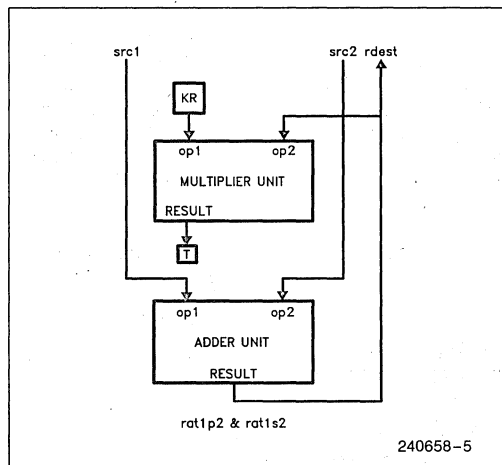 src1 src2 rdest
KR
op1 op2
MULTIPLIER UNIT
RESULT
T
op1 op2
ADDER UNIT
RESULT
rat1p2 & rat1s2
240658-5